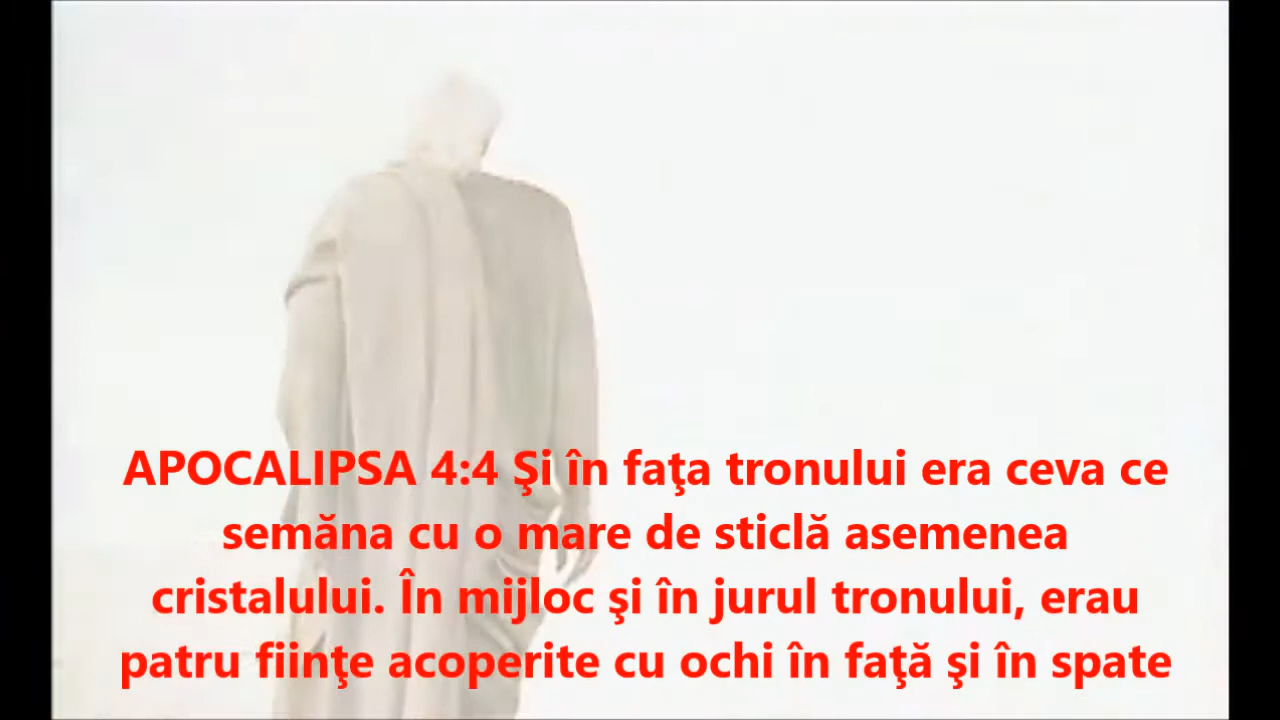 APOCALIPSA 4:4 Şi în faţa tronului era ceva ce
semăna cu o mare de sticlă asemenea
cristalului. În mijloc şi în jurul tronului, erau
patru fiinţe acoperite cu ochi în faţă şi în spate